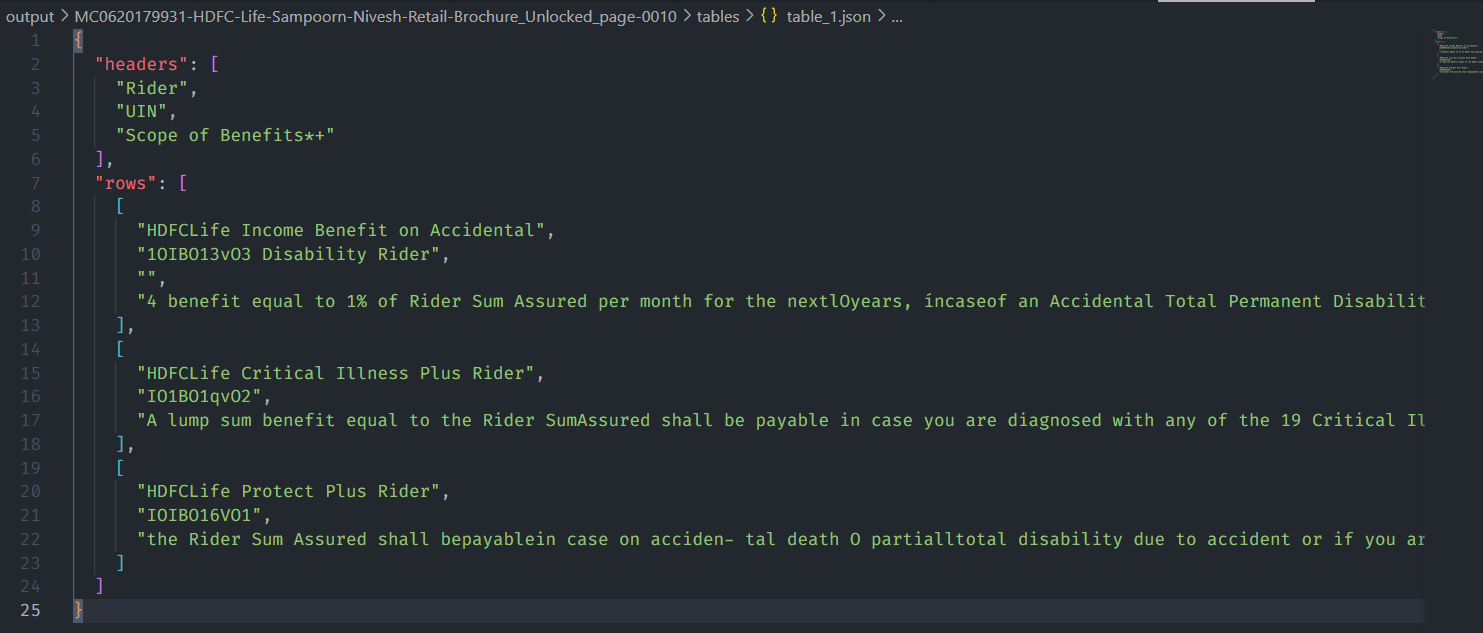 output > MC0620179931-HDFC-Life-Sampoorn-Nivesh-Retail-Brochure_Unlocked_page-0010 > tables > {} table_1.json > ...
1 {
2 "headers": [
3 "Rider",
4 "UIN",
5 "Scope of Benefits*+"
6 ],
7 "rows": [
8 [
9 "HDFCLife Income Benefit on Accidental",
10 "1OIBO13vO3 Disability Rider",
11 "",
12 "4 benefit equal to 1% of Rider Sum Assured per month for the nextlOyears, íncaseof an Accidental Total Permanent Disabilit
13 ],
14 [
15 "HDFCLife Critical Illness Plus Rider",
16 "IO1BO1qvO2",
17 "A lump sum benefit equal to the Rider SumAssured shall be payable in case you are diagnosed with any of the 19 Critical Il
18 ],
19 [
20 "HDFCLife Protect Plus Rider",
21 "IOIBO16VO1",
22 "the Rider Sum Assured shall bepayablein case on acciden- tal death O partialltotal disability due to accident or if you ar
23 ]
24 ]
25 }